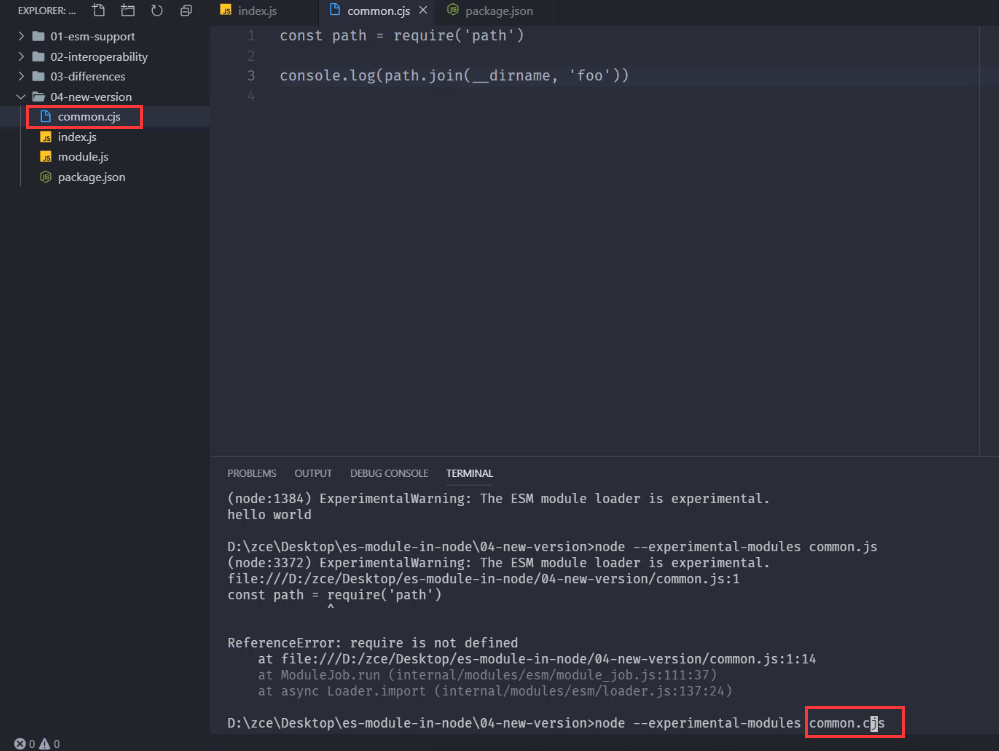 EXPLORER: ...
index.js
common.cjs
package.json
01-esm-support
02-interoperability
03-differences
04-new-version
common.cjs
index.js
module.js
package.json
1 const path = require('path')
2
3 console.log(path.join(__dirname, 'foo'))
4
PROBLEMS OUTPUT DEBUG CONSOLE TERMINAL
(node:1384) ExperimentalWarning: The ESM module loader is experimental.
hello world
D:\zce\Desktop\es-module-in-node\04-new-version>node --experimental-modules common.js
(node:3372) ExperimentalWarning: The ESM module loader is experimental.
file:///D:/zce/Desktop/es-module-in-node/04-new-version/common.js:1
const path = require('path')
^
ReferenceError: require is not defined
at file:///D:/zce/Desktop/es-module-in-node/04-new-version/common.js:1:14
at ModuleJob.run (internal/modules/esm/module_job.js:111:37)
at async Loader.import (internal/modules/esm/loader.js:137:24)
D:\zce\Desktop\es-module-in-node\04-new-version>node --experimental-modules common.cjs
0 0